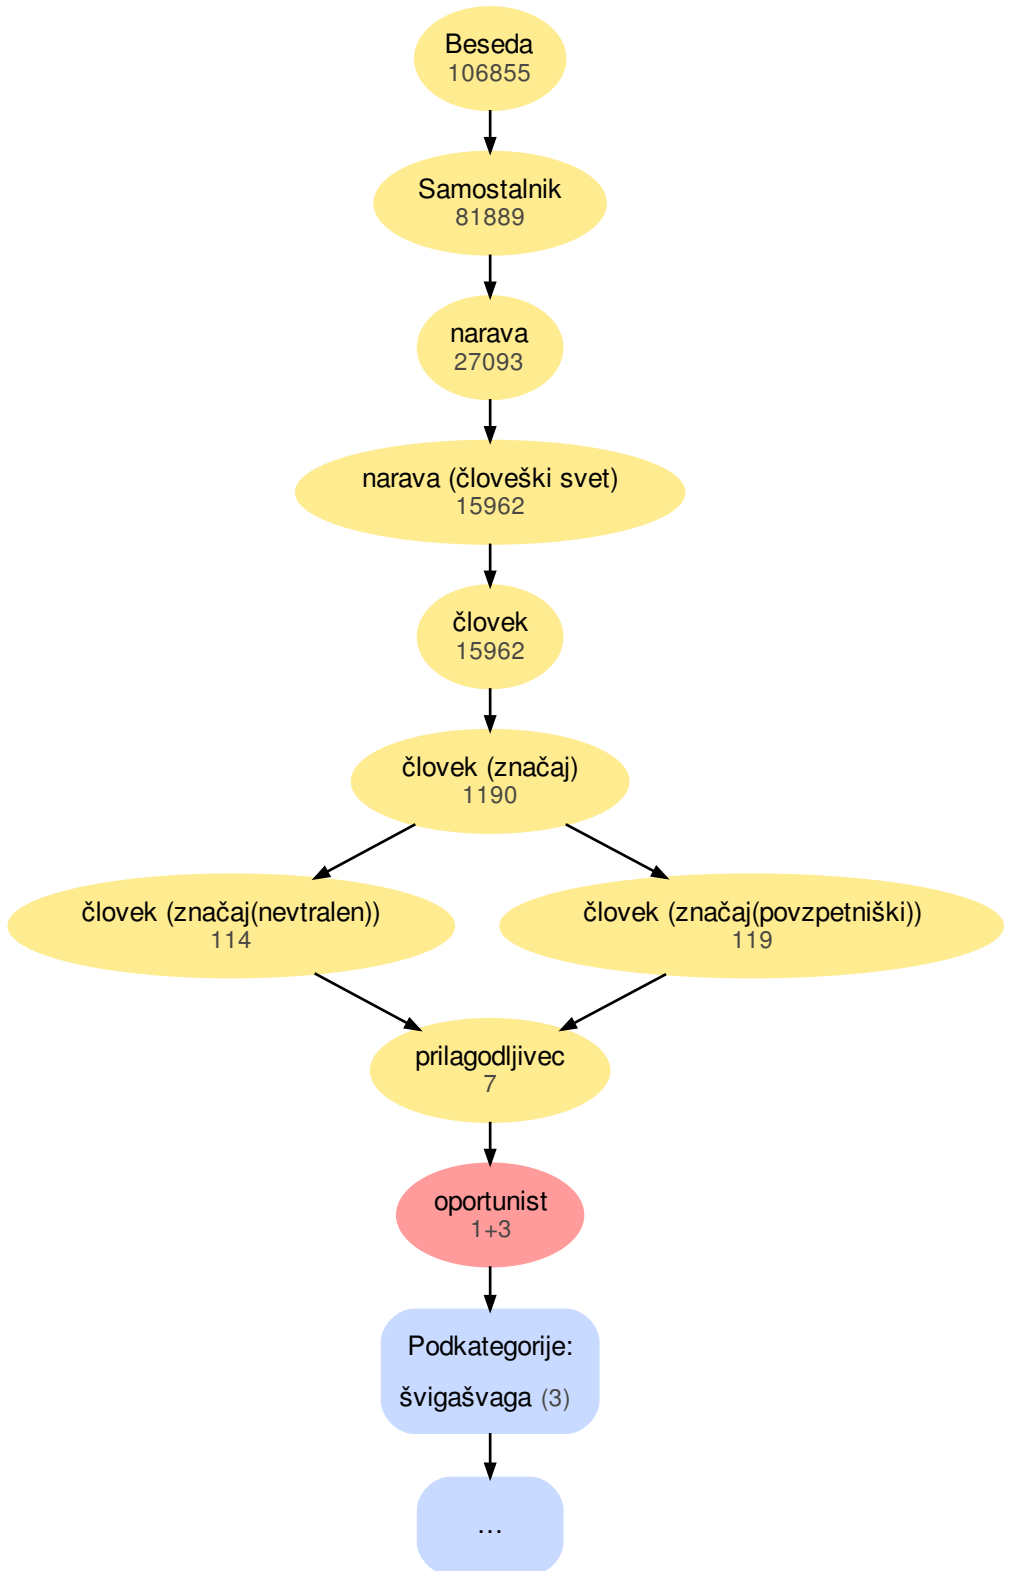 Beseda
106855
Samostalnik
81889
narava
27093
narava (človeški svet)
15962
človek
15962
človek (značaj)
1190
človek (značaj(nevtralen))
114
človek (značaj(povzpetniški))
119
prilagodljivec
7
oportunist
1+3
Podkategorije:
švigašvaga (3)
...